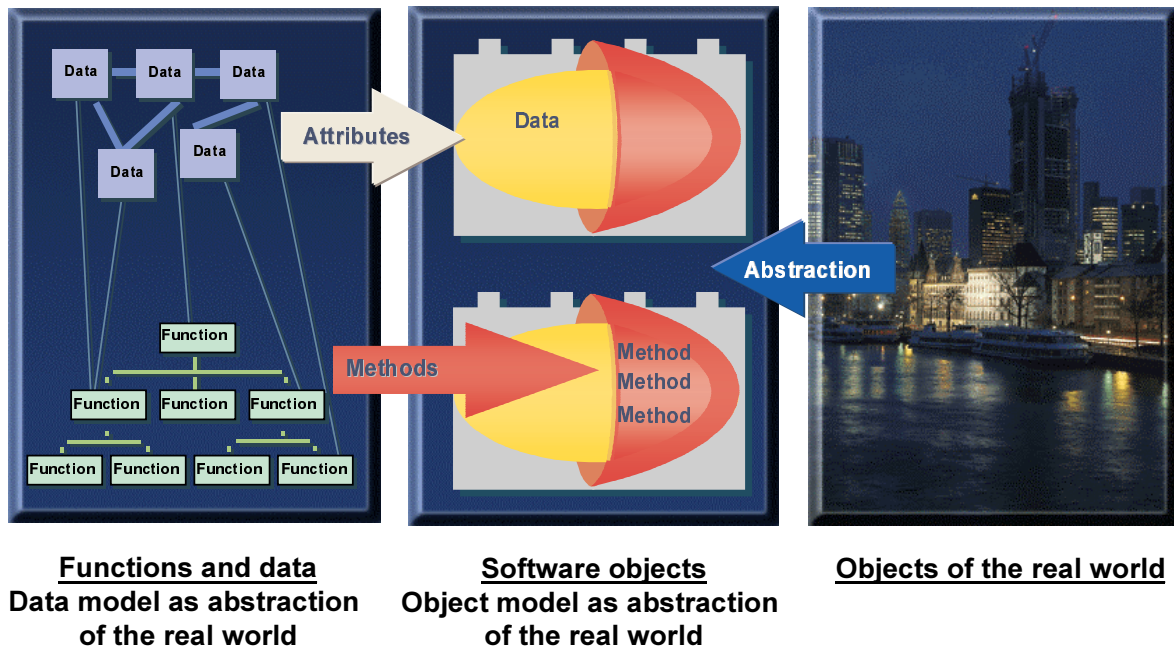 Data
Data
Data
Data
Data
Function
Function
Function
Function
Function
Function
Function
Function
Attributes
Methods
Data
Method
Method
Method
Abstraction
Functions and data
Data model as abstraction
of the real world
Software objects
Object model as abstraction
of the real world
Objects of the real world